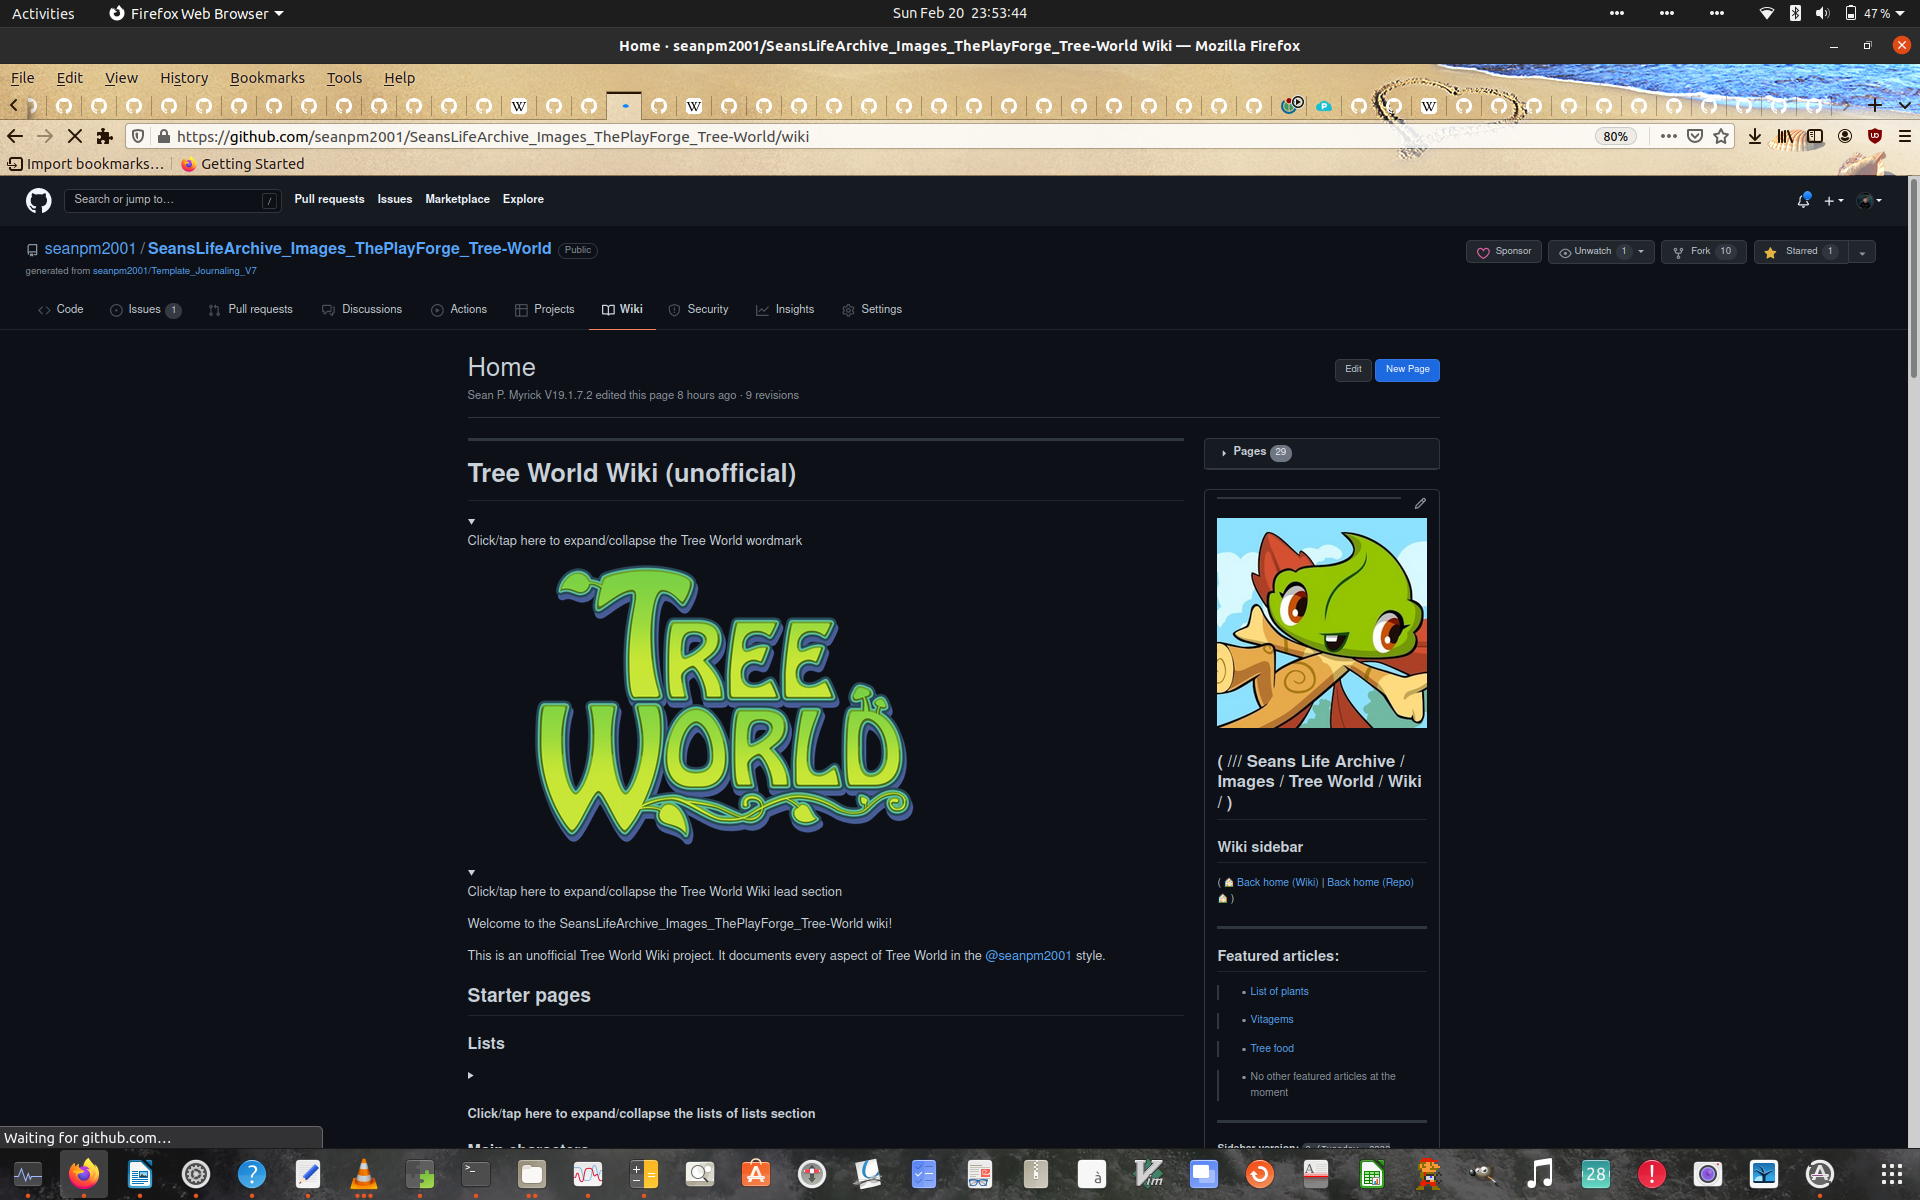 Activities
Firefox Web Browser
Sun Feb 20 23:53:44
47 %
Home · seanpm2001/SeansLifeArchive_Images_ThePlayForge_Tree-World Wiki — Mozilla Firefox
File Edit View History Bookmarks Tools Help
https://github.com/seanpm2001/SeansLifeArchive_Images_ThePlayForge_Tree-World/wiki
80%
Import bookmarks…
Getting Started
Search or jump to…
/
Pull requests Issues Marketplace Explore
seanpm2001 / SeansLifeArchive_Images_ThePlayForge_Tree-World Public
generated from seanpm2001/Template_Journaling_V7
Sponsor
Unwatch 1
Fork 10
Starred 1
Code
Issues 1
Pull requests
Discussions
Actions
Projects
Wiki
Security
Insights
Settings
Home
Edit
New Page
Sean P. Myrick V19.1.7.2 edited this page 8 hours ago · 9 revisions
Tree World Wiki (unofficial)
Click/tap here to expand/collapse the Tree World wordmark
TREE
WORLD
Click/tap here to expand/collapse the Tree World Wiki lead section
Welcome to the SeansLifeArchive_Images_ThePlayForge_Tree-World wiki!
This is an unofficial Tree World Wiki project. It documents every aspect of Tree World in the @seanpm2001 style.
Starter pages
Lists
Click/tap here to expand/collapse the lists of lists section
Main characters
Pages 29
( /// Seans Life Archive /
Images / Tree World / Wiki
/ )
Wiki sidebar
( 🏠 Back home (Wiki) | Back home (Repo)
🏠 )
Featured articles:
• List of plants
• Vitagems
• Tree food
• No other featured articles at the
moment
Sidebar version:
Waiting for github.com…
28